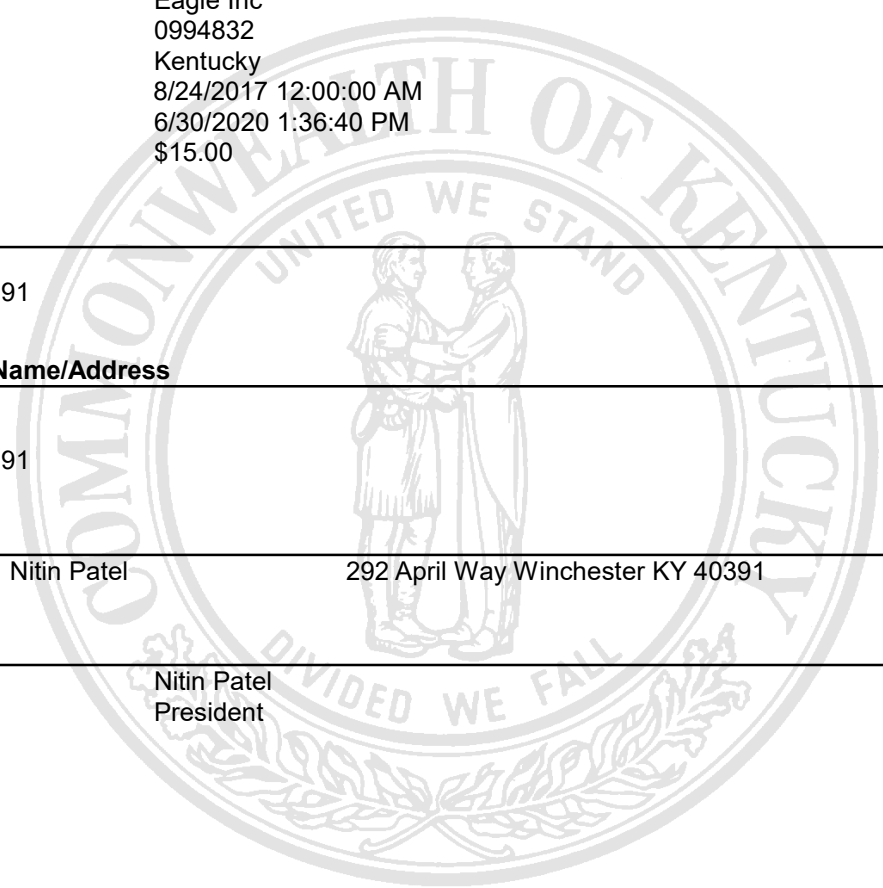 Eagle Inc
0994832
Kentucky
8/24/2017 12:00:00 AM
6/30/2020 1:36:40 PM
$15.00
COMMONWEALTH OF KENTUCKY
UNITED WE STAND
91
Name/Address
91
Nitin Patel 292 April Way Winchester KY 40391
DIVIDED WE FALL
Nitin Patel
President